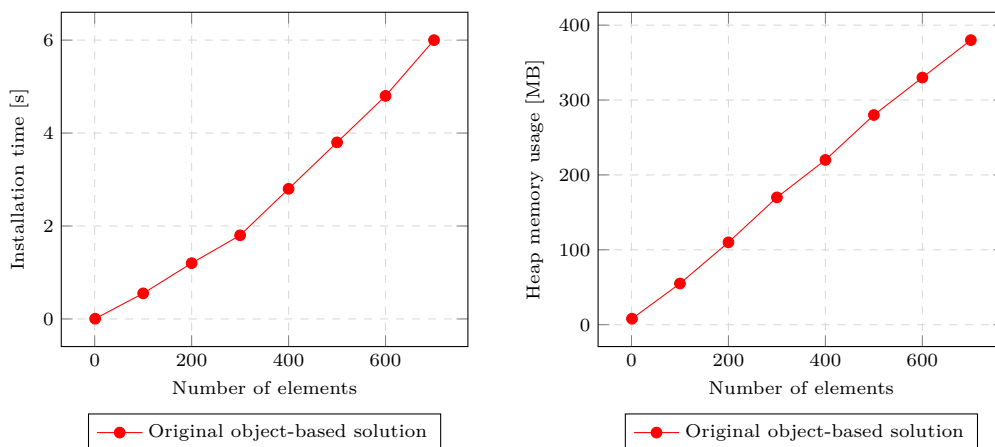 6
4
2
0
Installation time [s]
0 200 400 600
Number of elements
Original object-based solution
400
300
200
100
0
Heap memory usage [MB]
0 200 400 600
Number of elements
Original object-based solution